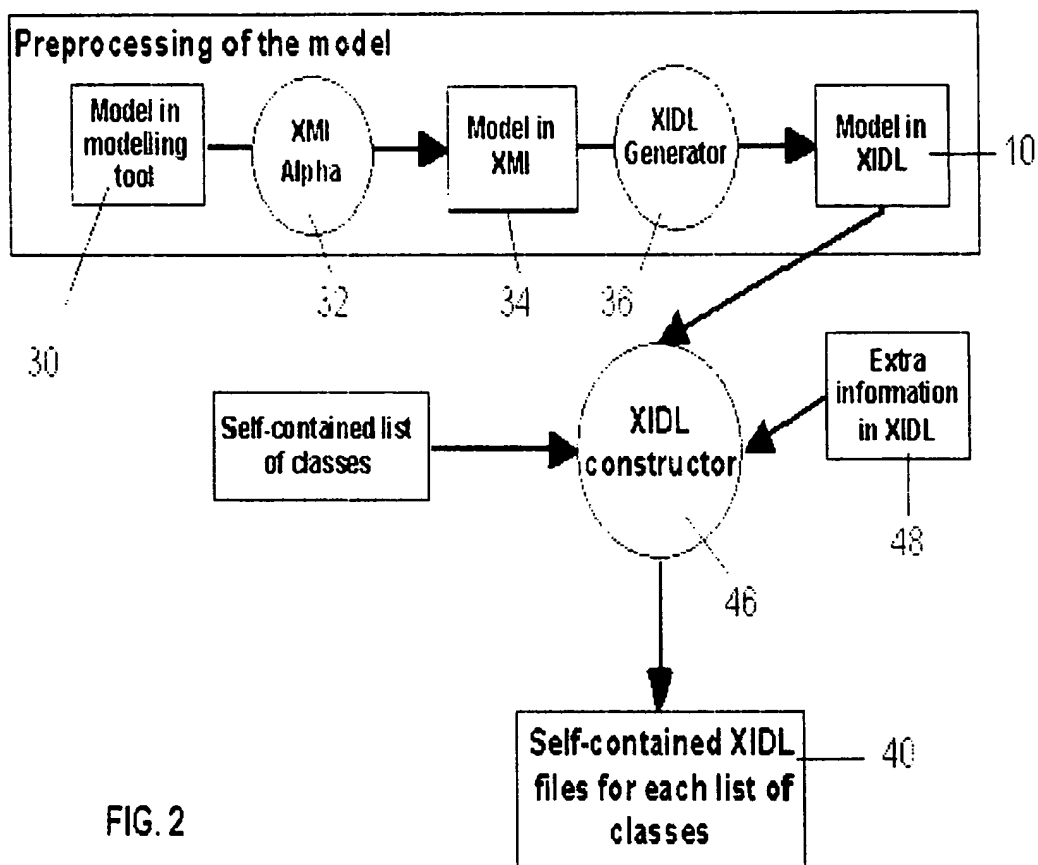 Preprocessing of the model
Model in
modelling
tool
XMI
Alpha
Model in
XMI
XIDL
Generator
Model in
XIDL
10
30
32
34
36
Self-contained list
of classes
XIDL
constructor
Extra
information
in XIDL
48
46
Self-contained XIDL
files for each list of
classes
40
FIG. 2